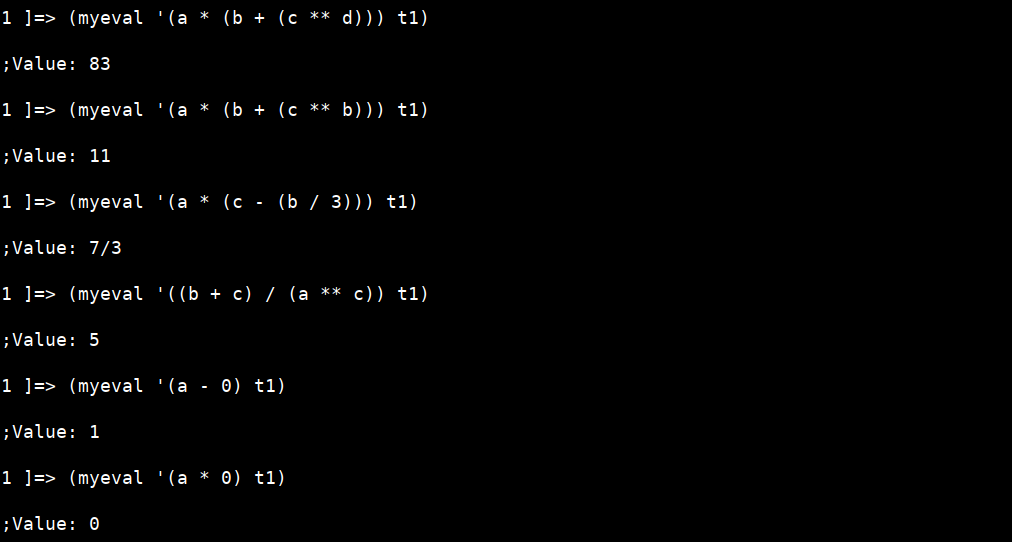 1 ]=> (myeval '(a * (b + (c ** d))) t1)
;Value: 83
1 ]=> (myeval '(a * (b + (c ** b))) t1)
;Value: 11
1 ]=> (myeval '(a * (c - (b / 3))) t1)
;Value: 7/3
1 ]=> (myeval '((b + c) / (a ** c)) t1)
;Value: 5
1 ]=> (myeval '(a - 0) t1)
;Value: 1
1 ]=> (myeval '(a * 0) t1)
;Value: 0